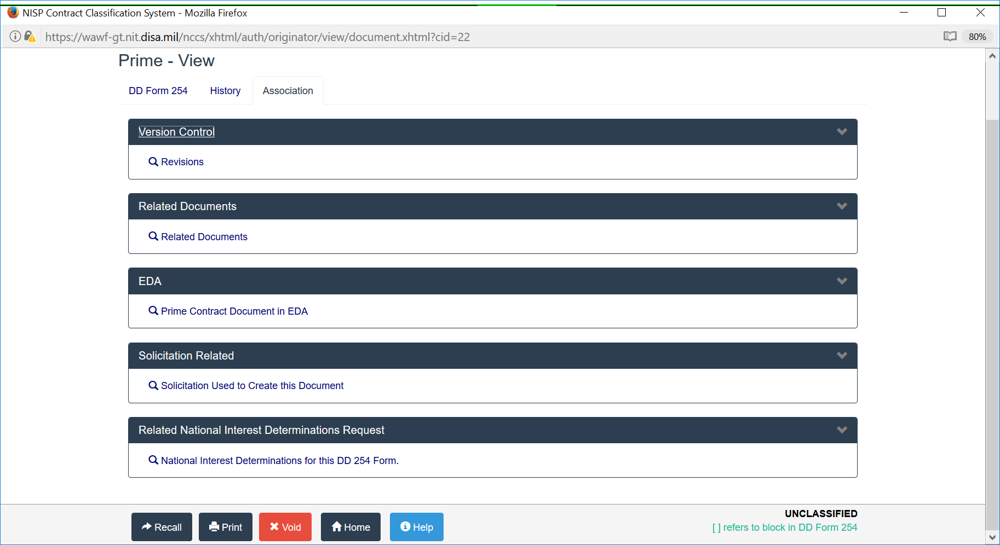 NISP Contract Classification System - Mozilla Firefox
https://wawf-gt.nit.disa.mil/nccs/xhtml/auth/originator/view/document.xhtml?cid=22
80%
Prime - View
DD Form 254
History
Association
Version Control
Revisions
Related Documents
Related Documents
EDA
Prime Contract Document in EDA
Solicitation Related
Solicitation Used to Create this Document
Related National Interest Determinations Request
National Interest Determinations for this DD 254 Form.
Recall
Print
Void
Home
Help
UNCLASSIFIED
[ ] refers to block in DD Form 254